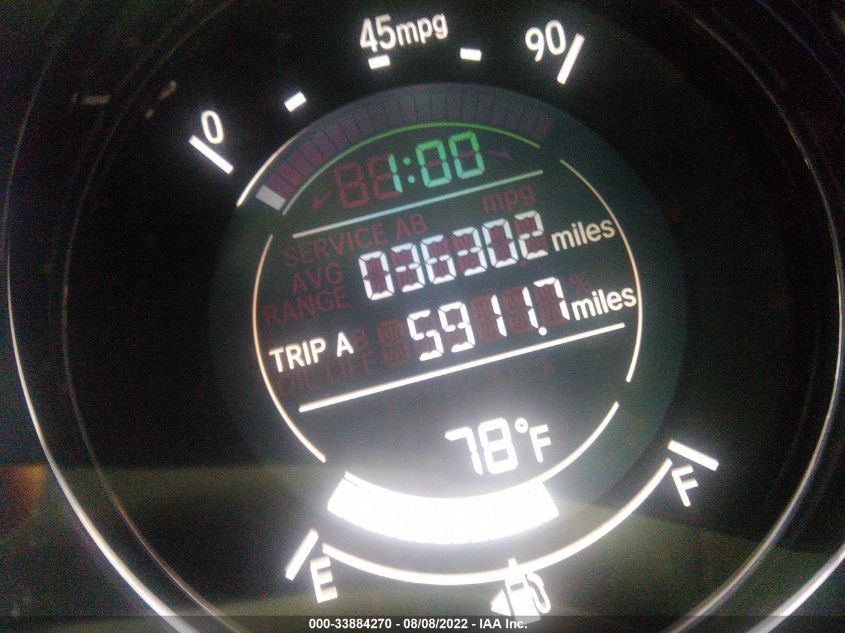 0 45mpg 90
1:00
mpg
SERVICE AB
AVG
RANGE 036302 miles
TRIP A 5911.7 miles
%
OIL LIFE
78°F
E F
000-33884270 - 08/08/2022 - IAA Inc.